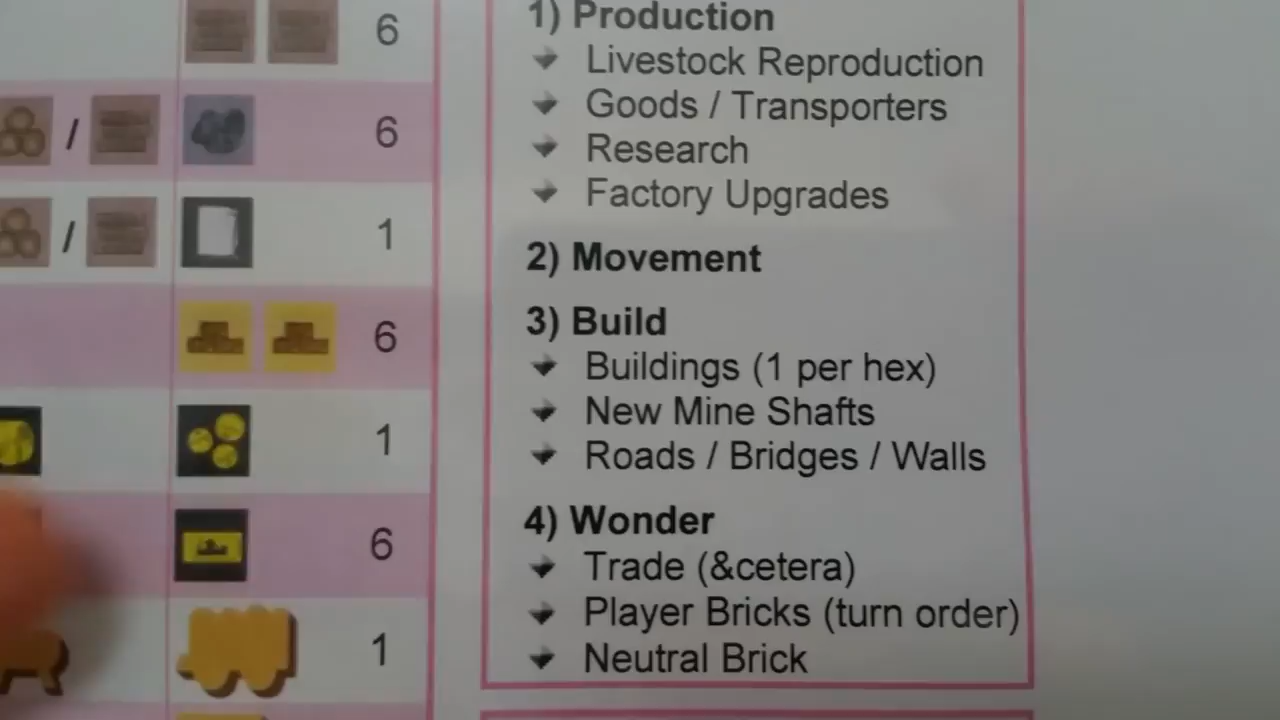 6
/ 6
/ 1
6
1
6
1
1) Production
Livestock Reproduction
Goods / Transporters
Research
Factory Upgrades
2) Movement
3) Build
Buildings (1 per hex)
New Mine Shafts
Roads / Bridges / Walls
4) Wonder
Trade (&cetera)
Player Bricks (turn order)
Neutral Brick